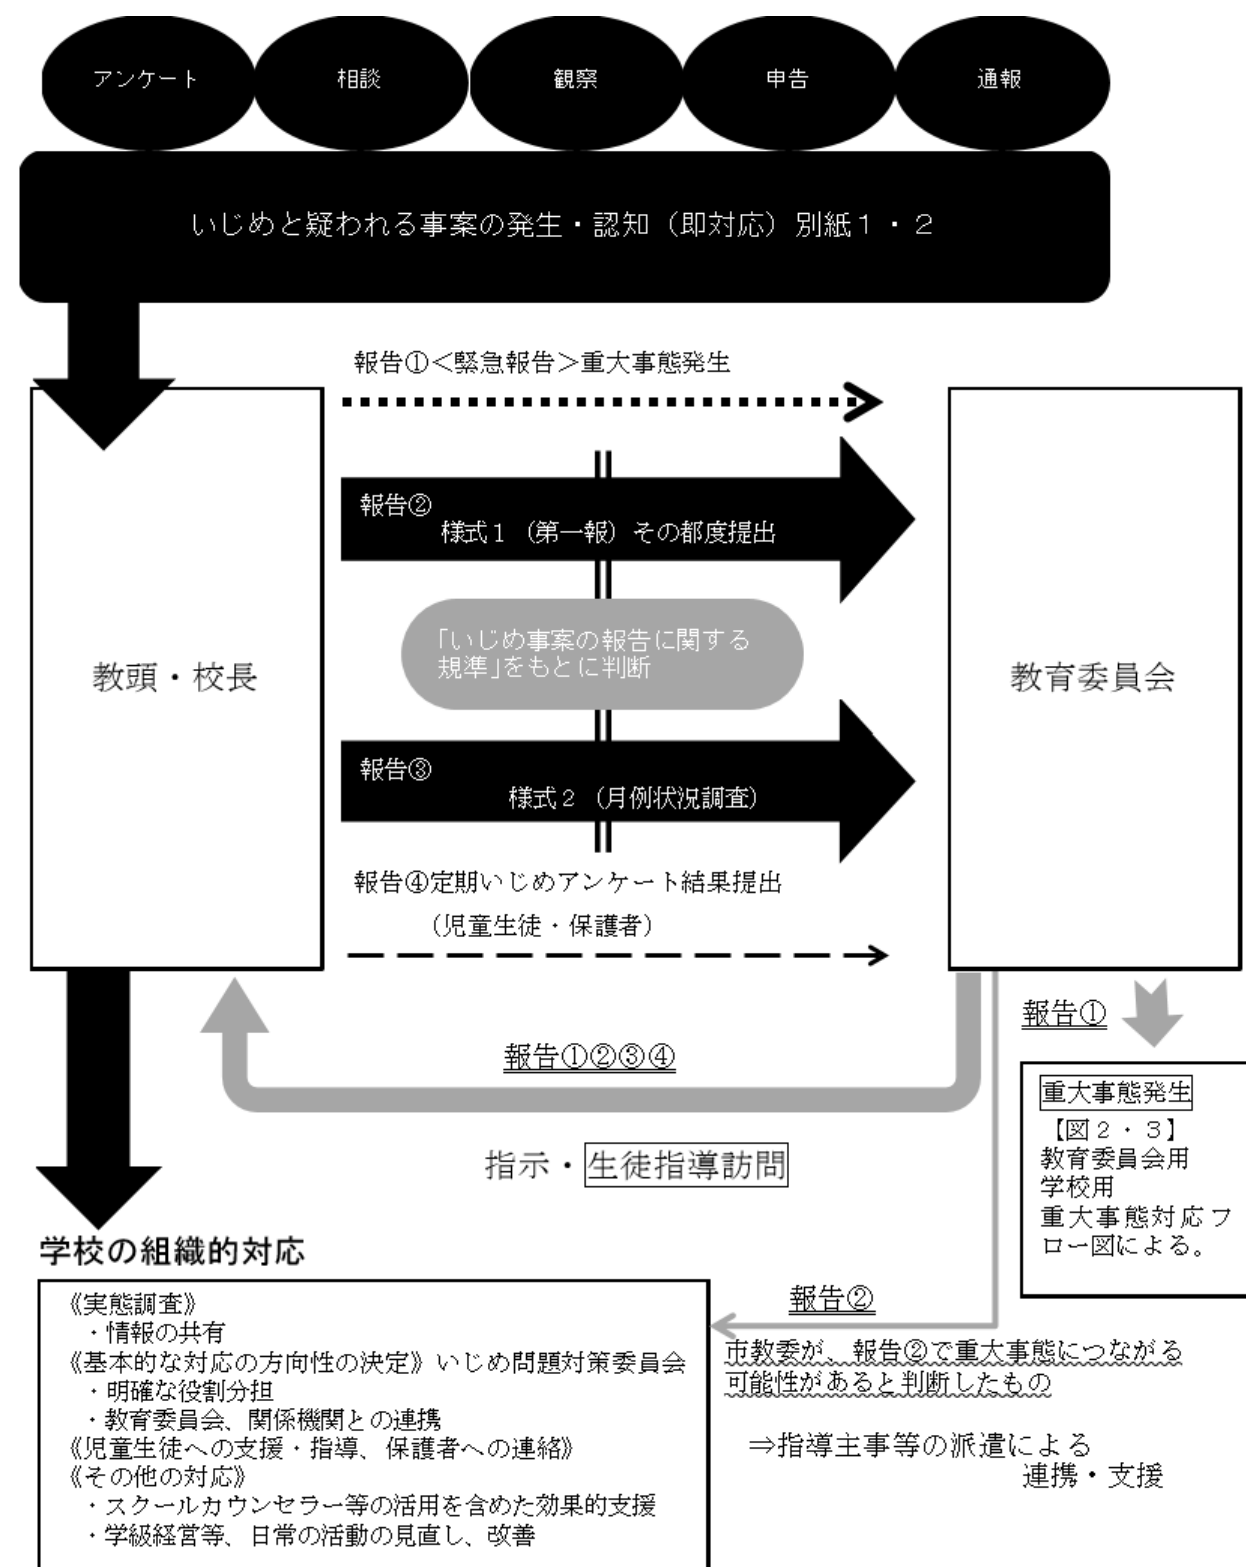 アンケート
相談
観察
申告
通報
いじめと疑われる事案の発生・認知（即対応）別紙１・２
報告①＜緊急報告＞重大事態発生
報告②
様式１（第一報）その都度提出
「いじめ事案の報告に関する
規準」をもとに判断
教頭・校長
教育委員会
報告③
様式２（月例状況調査）
報告④定期いじめアンケート結果提出
（児童生徒・保護者）
報告①
報告①②③④
重大事態発生
【図２・３】
教育委員会用
学校用
重大事態対応フ
ロー図による。
指示・生徒指導訪問
学校の組織的対応
《実態調査》
・情報の共有
《基本的な対応の方向性の決定》いじめ問題対策委員会
・明確な役割分担
・教育委員会、関係機関との連携
《児童生徒への支援・指導、保護者への連絡》
《その他の対応》
・スクールカウンセラー等の活用を含めた効果的支援
・学級経営等、日常の活動の見直し、改善
報告②
市教委が、報告②で重大事態につながる
可能性があると判断したもの
⇒指導主事等の派遣による
連携・支援